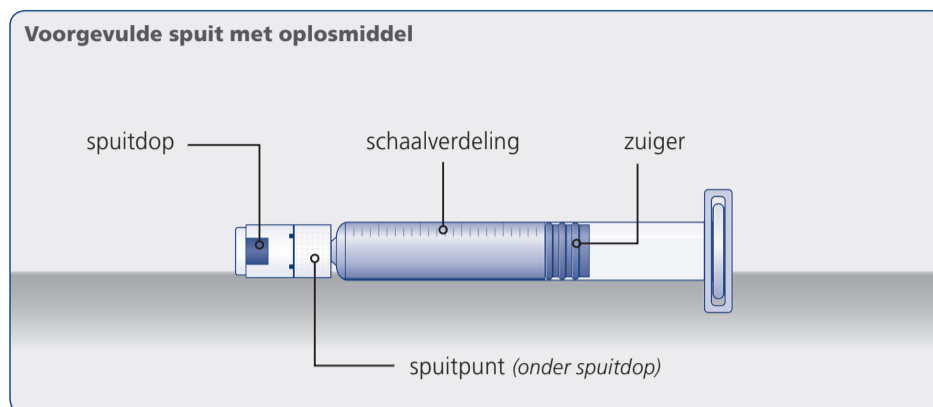 Voorgevulde spuit met oplosmiddel
spuitdop
schaalverdeling
zuiger
spuitpunt (onder spuitdop)